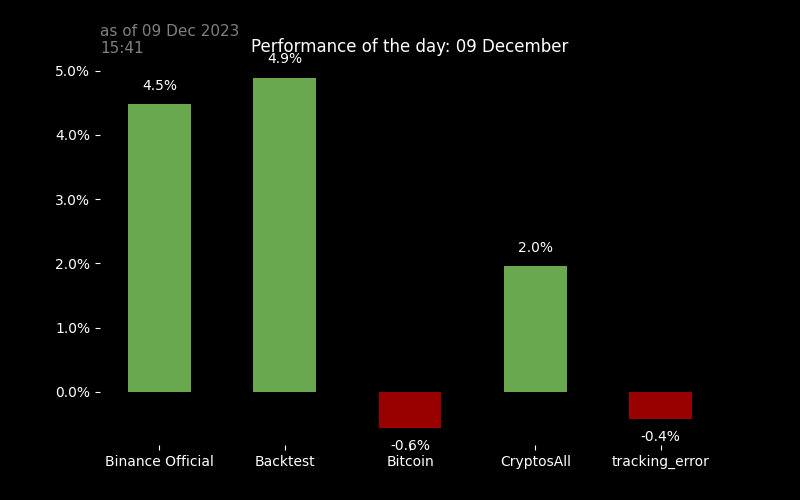 as of 09 Dec 2023
15:41
Performance of the day: 09 December
5.0%
4.0%
3.0%
2.0%
1.0%
0.0%
4.5%
4.9%
-0.6%
2.0%
-0.4%
Binance Official
Backtest
Bitcoin
CryptosAll
tracking_error